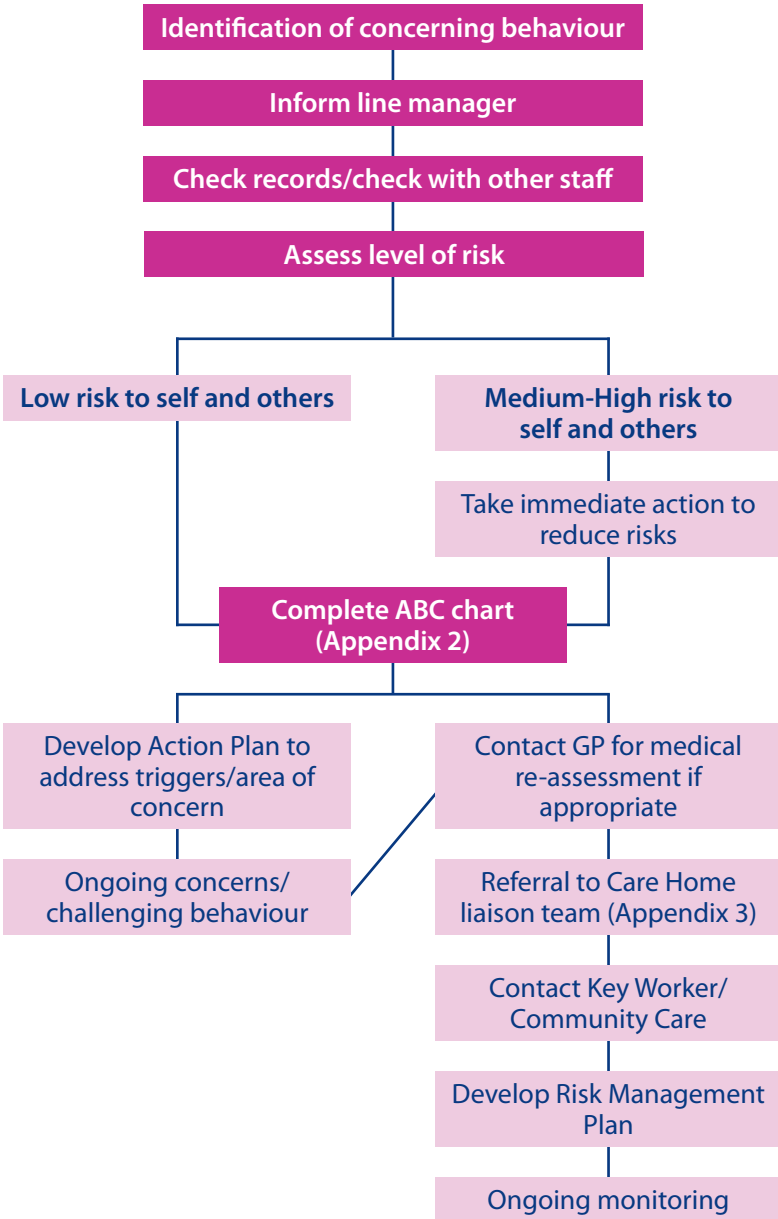 Identification of concerning behaviour
Inform line manager
Check records/check with other staff
Assess level of risk
Low risk to self and others
Medium-High risk to
self and others
Take immediate action to
reduce risks
Complete ABC chart
(Appendix 2)
Develop Action Plan to
address triggers/area of
concern
Ongoing concerns/
challenging behaviour
Contact GP for medical
re-assessment if
appropriate
Referral to Care Home
liaison team (Appendix 3)
Contact Key Worker/
Community Care
Develop Risk Management
Plan
Ongoing monitoring